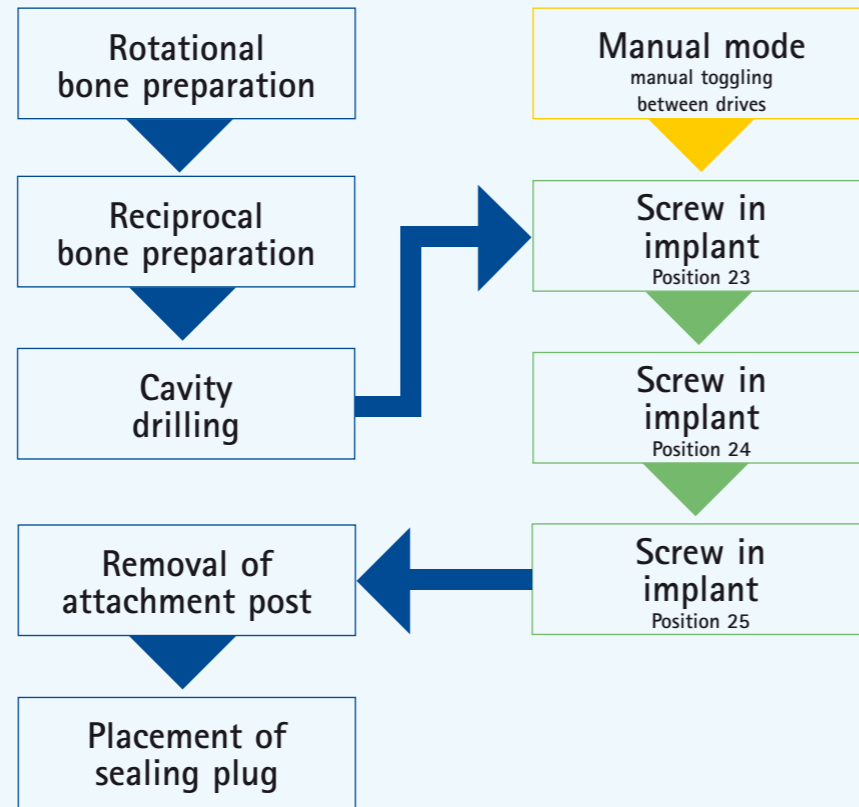 Rotational
bone preparation
Reciprocal
bone preparation
Cavity
drilling
Manual mode
manual toggling
between drives
Screw in
implant
Position 23
Screw in
implant
Position 24
Screw in
implant
Position 25
Removal of
attachment post
Placement of
sealing plug